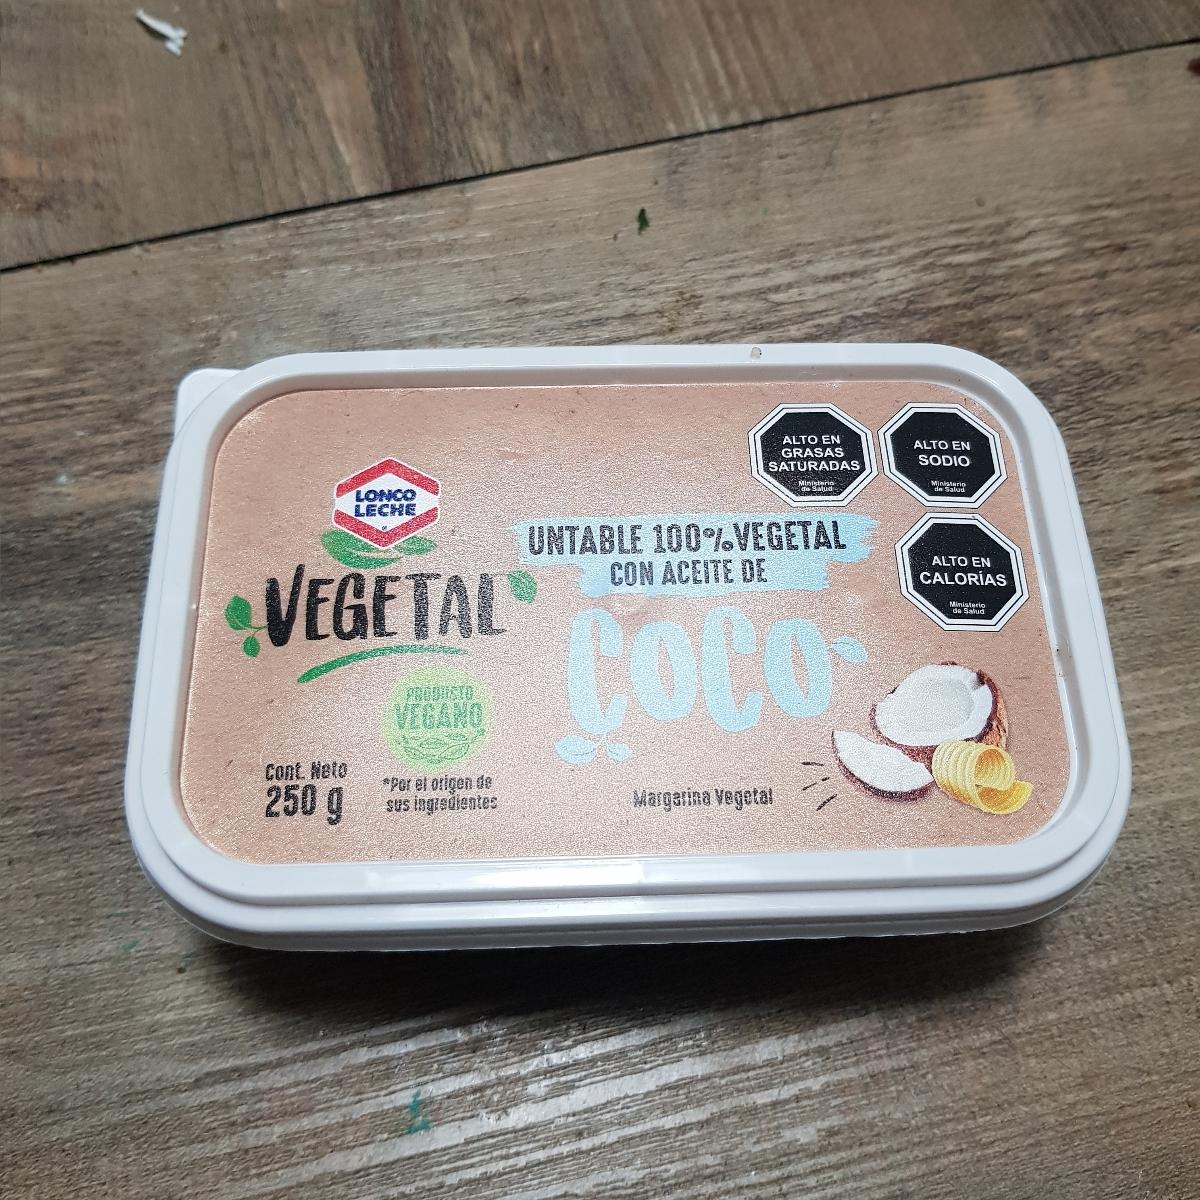 LONCO
LECHE
VEGETAL
PRODUCTO
VEGANO
*Por el origen de
sus ingredientes
Cont. Neto
250 g
UNTABLE 100% VEGETAL
CON ACEITE DE
COCO
Margarina Vegetal
ALTO EN
GRASAS
SATURADAS
Ministerio
de Salud
ALTO EN
SODIO
Ministerio
de Salud
ALTO EN
CALORÍAS
Ministerio
de Salud